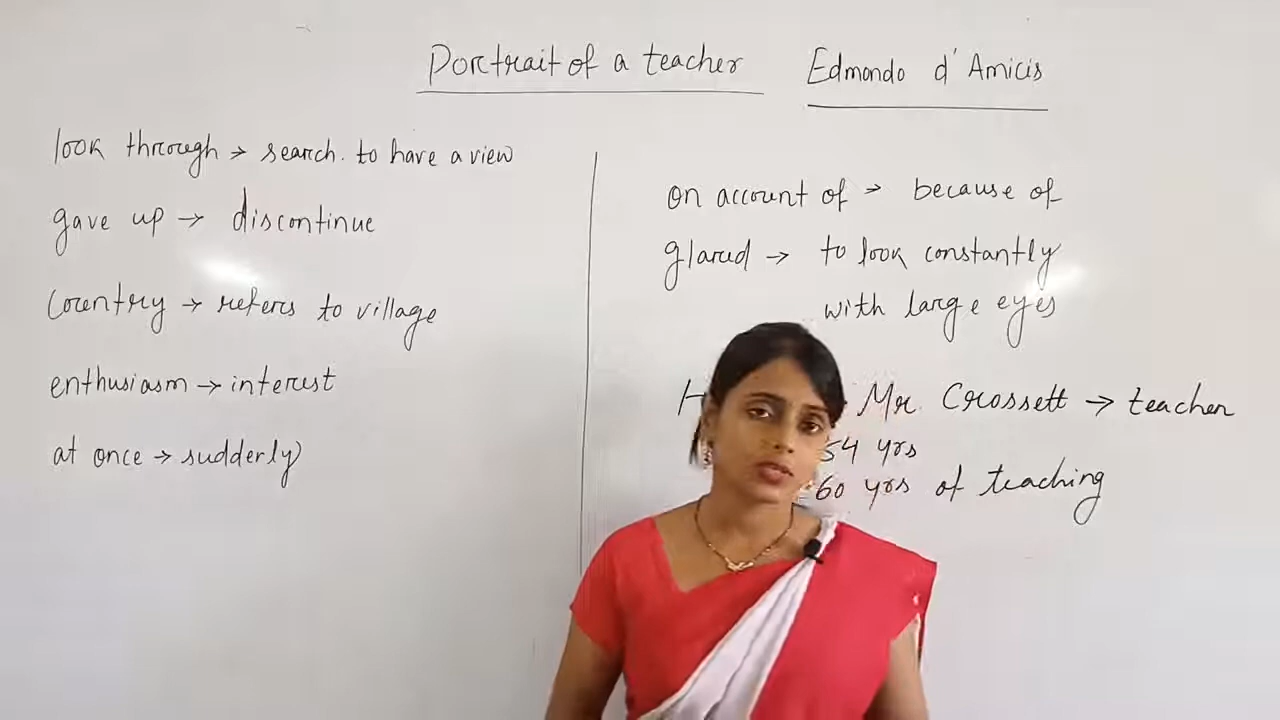 Portrait of a teacher Edmondo d'Amicis
look through → search. to have a view
gave up → discontinue
Country → refers to village
enthusiasm → interest
at once → sudderly
on account of → because of
glared → to look constantly
with large eyes
Mr. Crossett → teacher
54 yrs
60 yrs of teaching